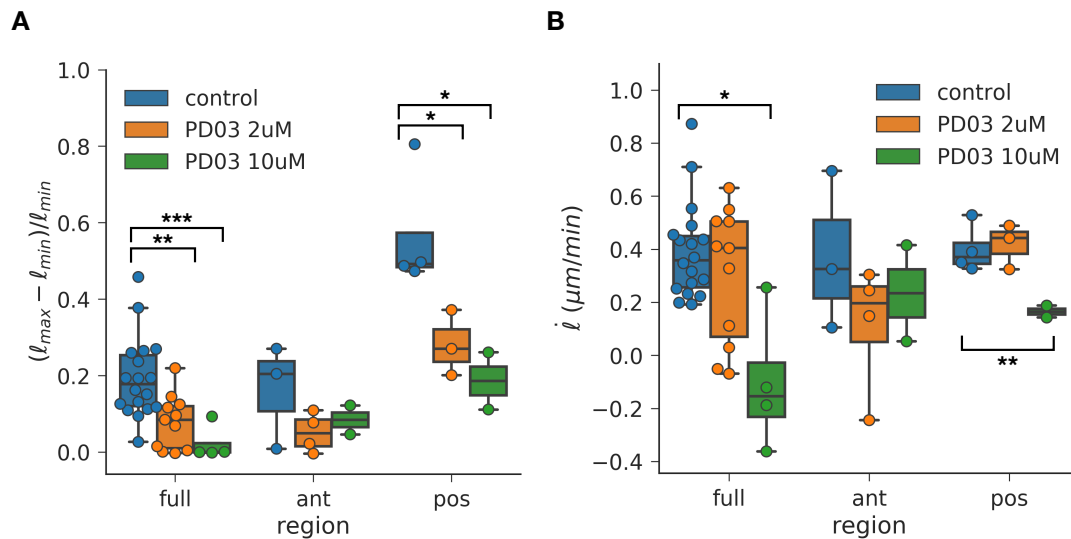 A
(ℓmax − ℓmin)/ℓmin
1.0
0.8
0.6
0.4
0.2
0.0
control
PD03 2uM
PD03 10uM
***
**
*
*
full ant pos
region
B
ℓ̇ (μm/min)
1.0
0.8
0.6
0.4
0.2
0.0
−0.2
−0.4
control
PD03 2uM
PD03 10uM
*
**
full ant pos
region